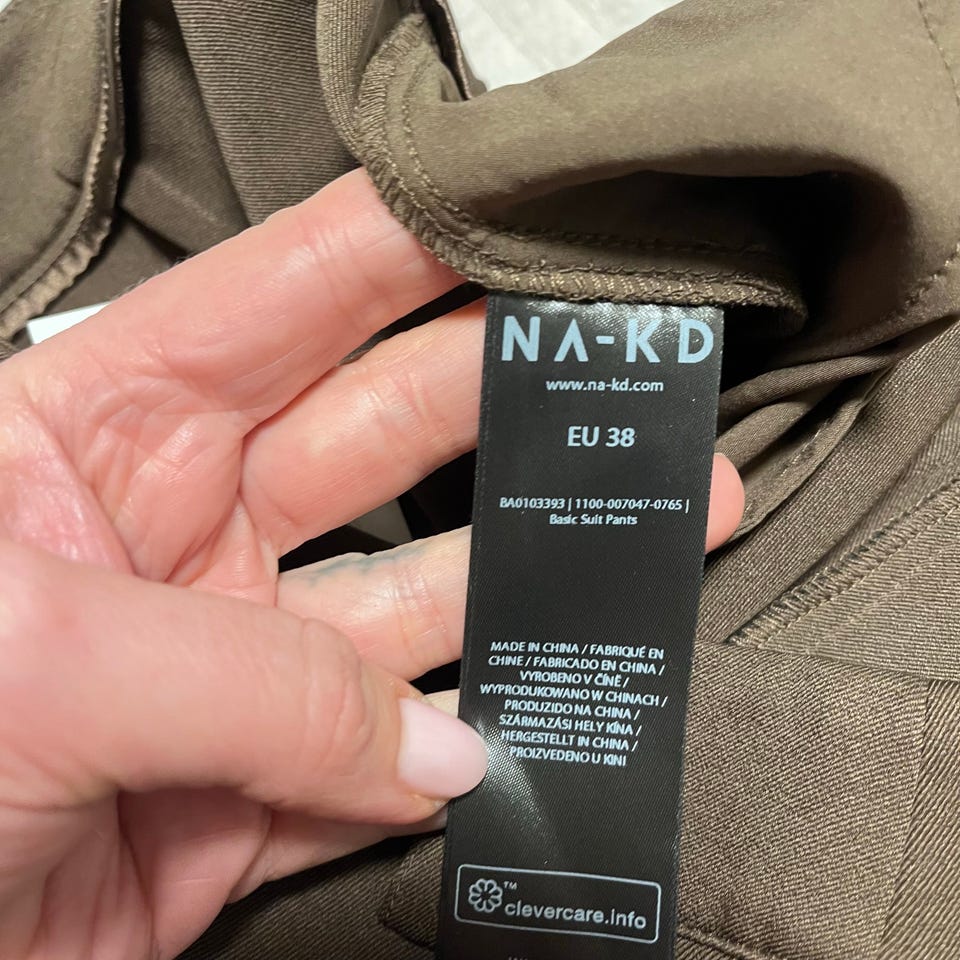 NA-KD
www.na-kd.com
EU 38
BA0103393 | 1100-007047-0765 |
Basic Suit Pants
MADE IN CHINA / FABRIQUÉ EN
CHINE / FABRICADO EN CHINA /
VYROBENO V ČÍNĚ /
WYPRODUKOWANO W CHINACH /
PRODUZIDO NA CHINA /
SZÁRMAZÁSI HELY KÍNA /
HERGESTELLT IN CHINA /
PROIZVEDENO U KINI
™
clevercare.info